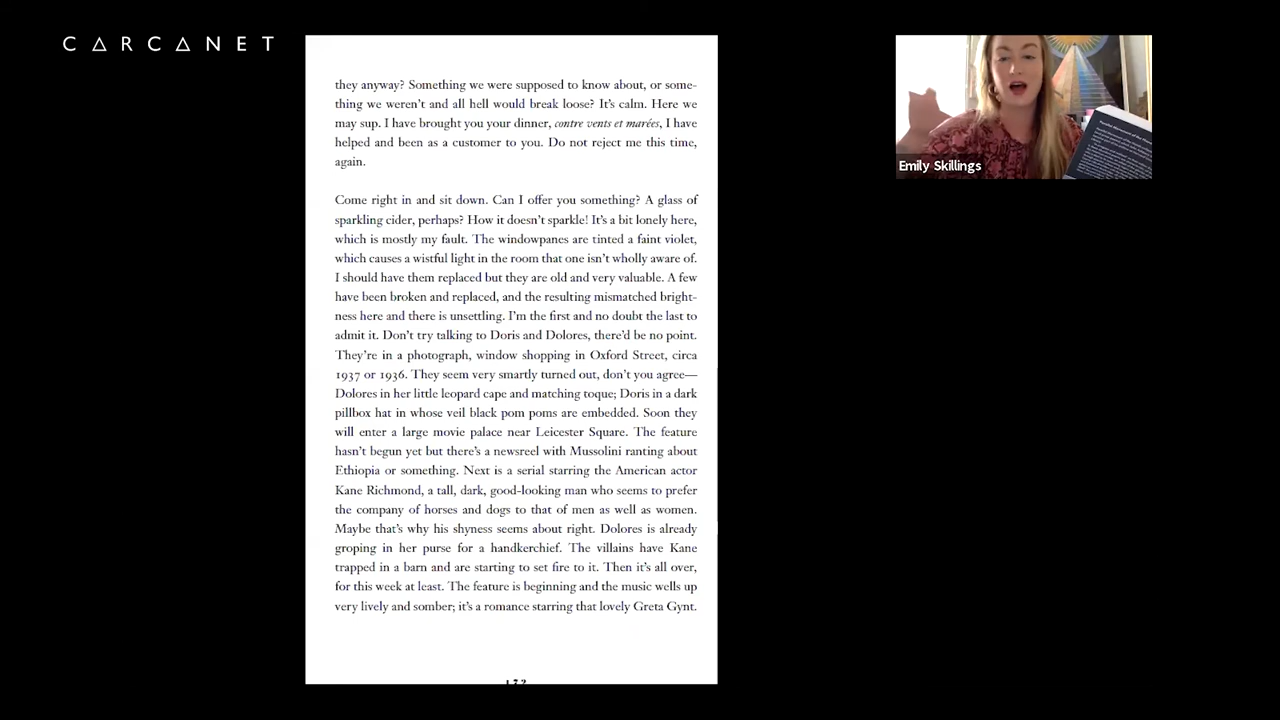 CARCANET
they anyway? Something we were supposed to know about, or some-
thing we weren't and all hell would break loose? It's calm. Here we
may sup. I have brought you your dinner, contre vents et marées, I have
helped and been as a customer to you. Do not reject me this time,
again.
Come right in and sit down. Can I offer you something? A glass of
sparkling cider, perhaps? How it doesn't sparkle! It's a bit lonely here,
which is mostly my fault. The windowpanes are tinted a faint violet,
which causes a wistful light in the room that one isn't wholly aware of.
I should have them replaced but they are old and very valuable. A few
have been broken and replaced, and the resulting mismatched bright-
ness here and there is unsettling. I'm the first and no doubt the last to
admit it. Don't try talking to Doris and Dolores, there'd be no point.
They're in a photograph, window shopping in Oxford Street, circa
1937 or 1936. They seem very smartly turned out, don't you agree—
Dolores in her little leopard cape and matching toque; Doris in a dark
pillbox hat in whose veil black pom poms are embedded. Soon they
will enter a large movie palace near Leicester Square. The feature
hasn't begun yet but there's a newsreel with Mussolini ranting about
Ethiopia or something. Next is a serial starring the American actor
Kane Richmond, a tall, dark, good-looking man who seems to prefer
the company of horses and dogs to that of men as well as women.
Maybe that's why his shyness seems about right. Dolores is already
groping in her purse for a handkerchief. The villains have Kane
trapped in a barn and are starting to set fire to it. Then it's all over,
for this week at least. The feature is beginning and the music wells up
very lively and somber; it's a romance starring that lovely Greta Gynt.
Emily Skillings